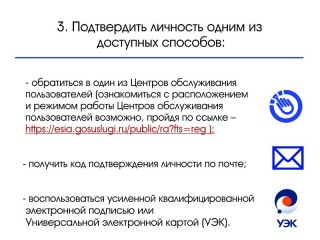 3. Подтвердить личность одним из
доступных способов:
- обратиться в один из Центров обслуживания
пользователей (ознакомиться с расположением
и режимом работы Центров обслуживания
пользователей возможно, пройдя по ссылке –
https://esia.gosuslugi.ru/public/ra?fts=reg );
- получить код подтверждения личности по почте;
- воспользоваться усиленной квалифицированной
электронной подписью или
Универсальной электронной картой (УЭК).
УЭК